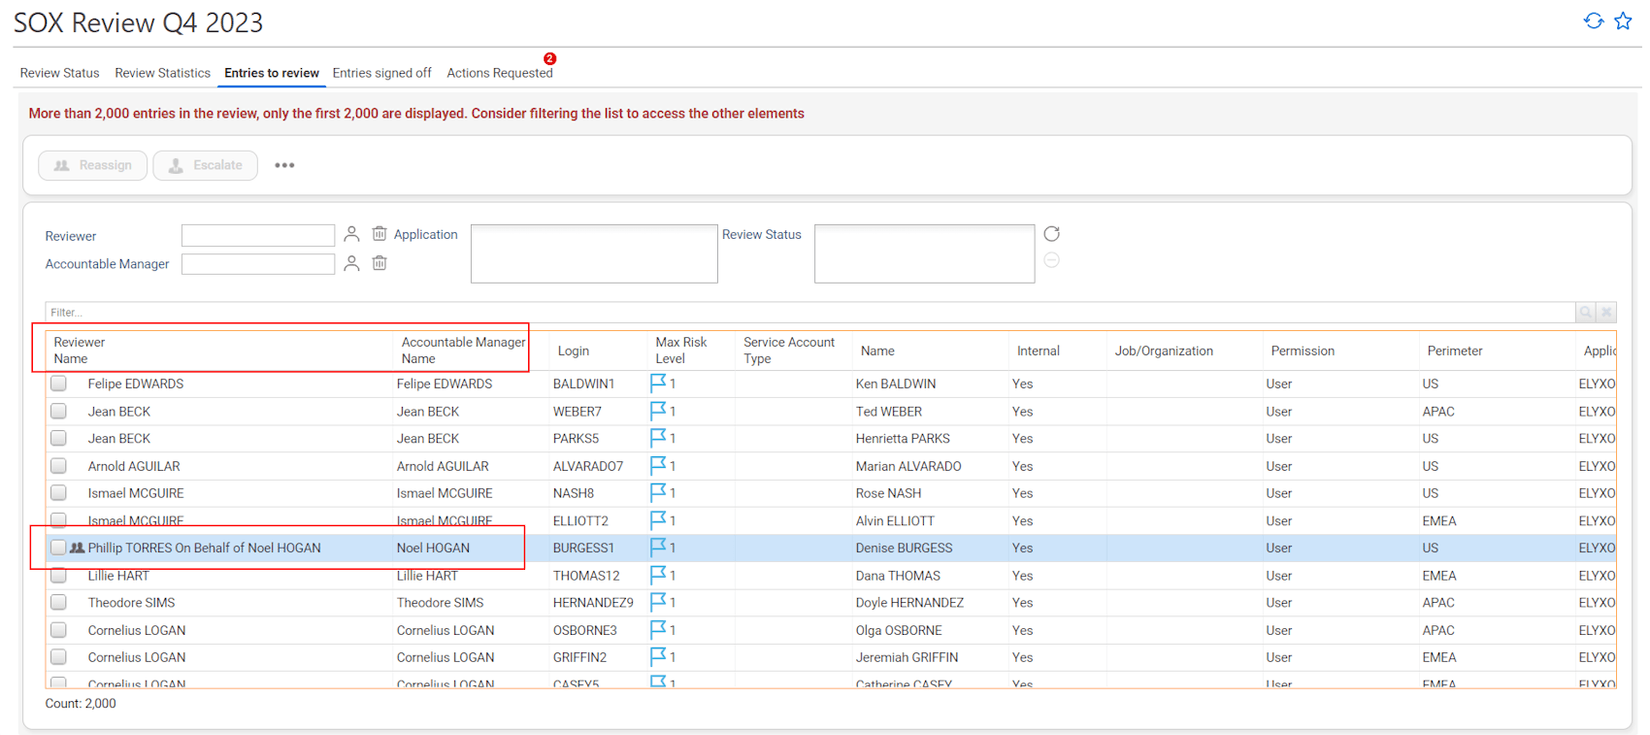 SOX Review Q4 2023
2
Review Status Review Statistics Entries to review Entries signed off Actions Requested
More than 2,000 entries in the review, only the first 2,000 are displayed. Consider filtering the list to access the other elements
Reassign Escalate •••
Reviewer Application Review Status
Accountable Manager
Filter...
Reviewer Name Accountable Manager Name Login Max Risk Level Service Account Type Name Internal Job/Organization Permission Perimeter Applic
Felipe EDWARDS Felipe EDWARDS BALDWIN1 1 Ken BALDWIN Yes User US ELYXO
Jean BECK Jean BECK WEBER7 1 Ted WEBER Yes User APAC ELYXO
Jean BECK Jean BECK PARKS5 1 Henrietta PARKS Yes User US ELYXO
Arnold AGUILAR Arnold AGUILAR ALVARADO7 1 Marian ALVARADO Yes User US ELYXO
Ismael MCGUIRE Ismael MCGUIRE NASH8 1 Rose NASH Yes User US ELYXO
Ismael MCGUIRE Ismael MCGUIRE ELLIOTT2 1 Alvin ELLIOTT Yes User EMEA ELYXO
Phillip TORRES On Behalf of Noel HOGAN Noel HOGAN BURGESS1 1 Denise BURGESS Yes User US ELYXO
Lillie HART Lillie HART THOMAS12 1 Dana THOMAS Yes User EMEA ELYXO
Theodore SIMS Theodore SIMS HERNANDEZ9 1 Doyle HERNANDEZ Yes User APAC ELYXO
Cornelius LOGAN Cornelius LOGAN OSBORNE3 1 Olga OSBORNE Yes User APAC ELYXO
Cornelius LOGAN Cornelius LOGAN GRIFFIN2 1 Jeremiah GRIFFIN Yes User EMEA ELYXO
Cornelius LOGAN Cornelius LOGAN CASEY5 1 Catherine CASEY Yes User EMEA ELYXO
Count: 2,000